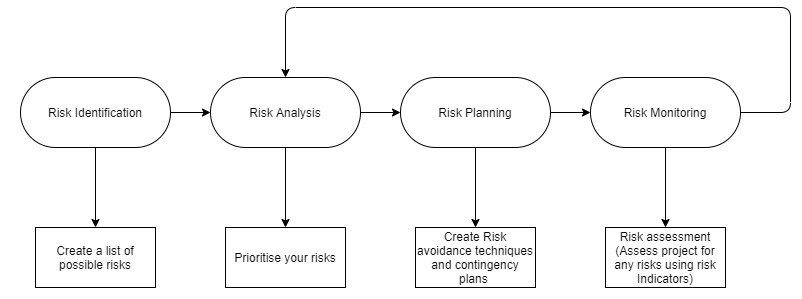 Risk Identification
Risk Analysis
Risk Planning
Risk Monitoring
Create a list of
possible risks
Prioritise your risks
Create Risk
avoidance techniques
and contingency
plans
Risk assessment
(Assess project for
any risks using risk
Indicators)